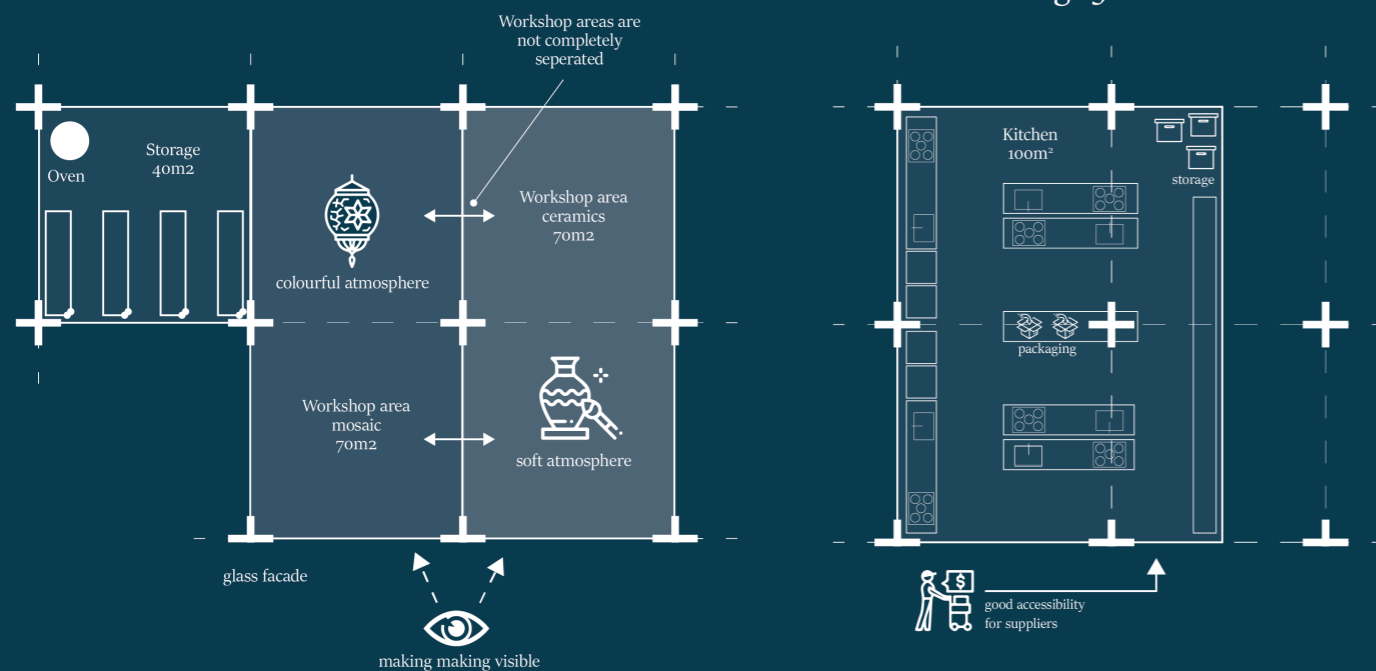 Workshop areas are
not completely
seperated
Oven
Storage
40m2
colourful atmosphere
Workshop area
ceramics
70m2
Workshop area
mosaic
70m2
soft atmosphere
glass facade
making making visible
Kitchen
100m²
storage
packaging
$
good accessibility
for suppliers